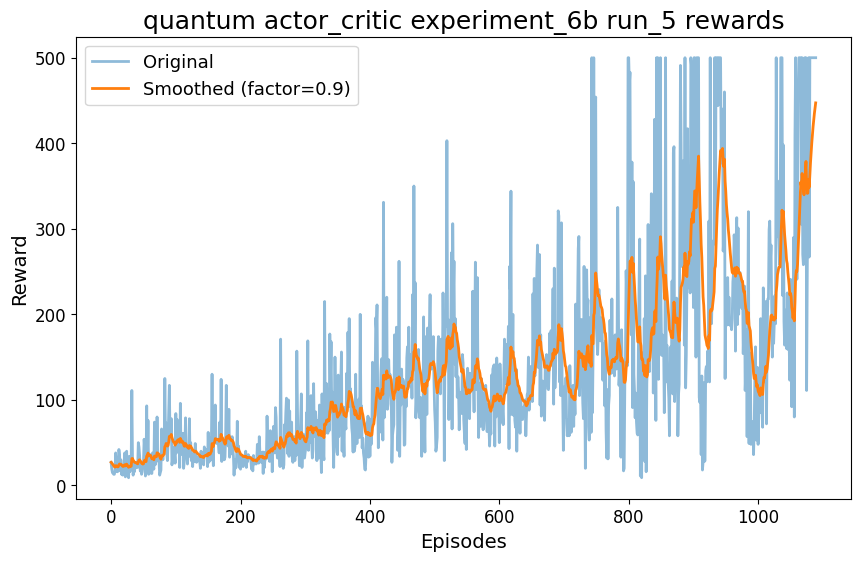 quantum actor_critic experiment_6b run_5 rewards
Original
Smoothed (factor=0.9)
500
400
300
200
100
0
Reward
0 200 400 600 800 1000
Episodes